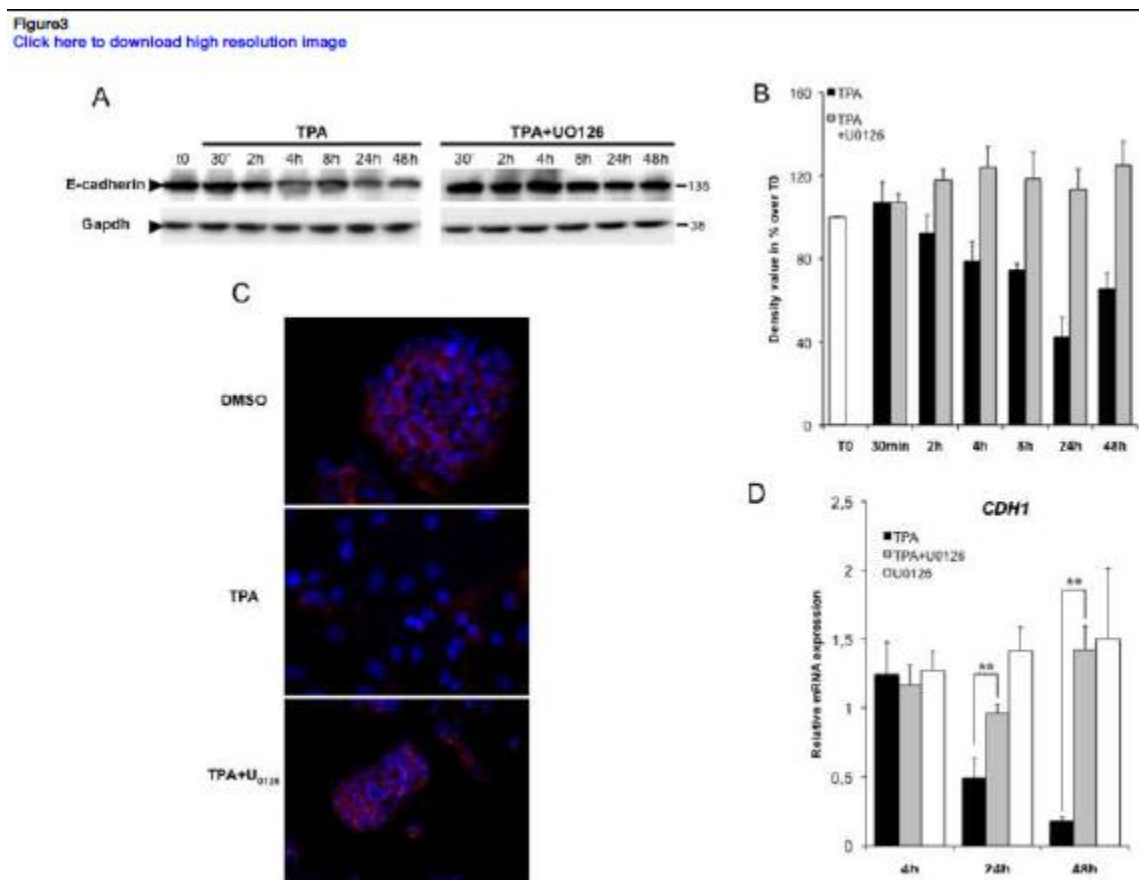 Figure3
Click here to download high resolution image
A
TPA
TPA+UO126
t0 30' 2h 4h 8h 24h 48h
30' 2h 4h 8h 24h 48h
E-cadherin
135
Gapdh
38
B
TPA
TPA
+U0126
160
120
80
40
0
Density value in % over T0
T0 30min 2h 4h 8h 24h 48h
C
DMSO
TPA
TPA+U0126
D
CDH1
TPA
TPA+U0126
U0126
2,5
2
1,5
1
0,5
0
Relative mRNA expression
**
**
4h 24h 48h